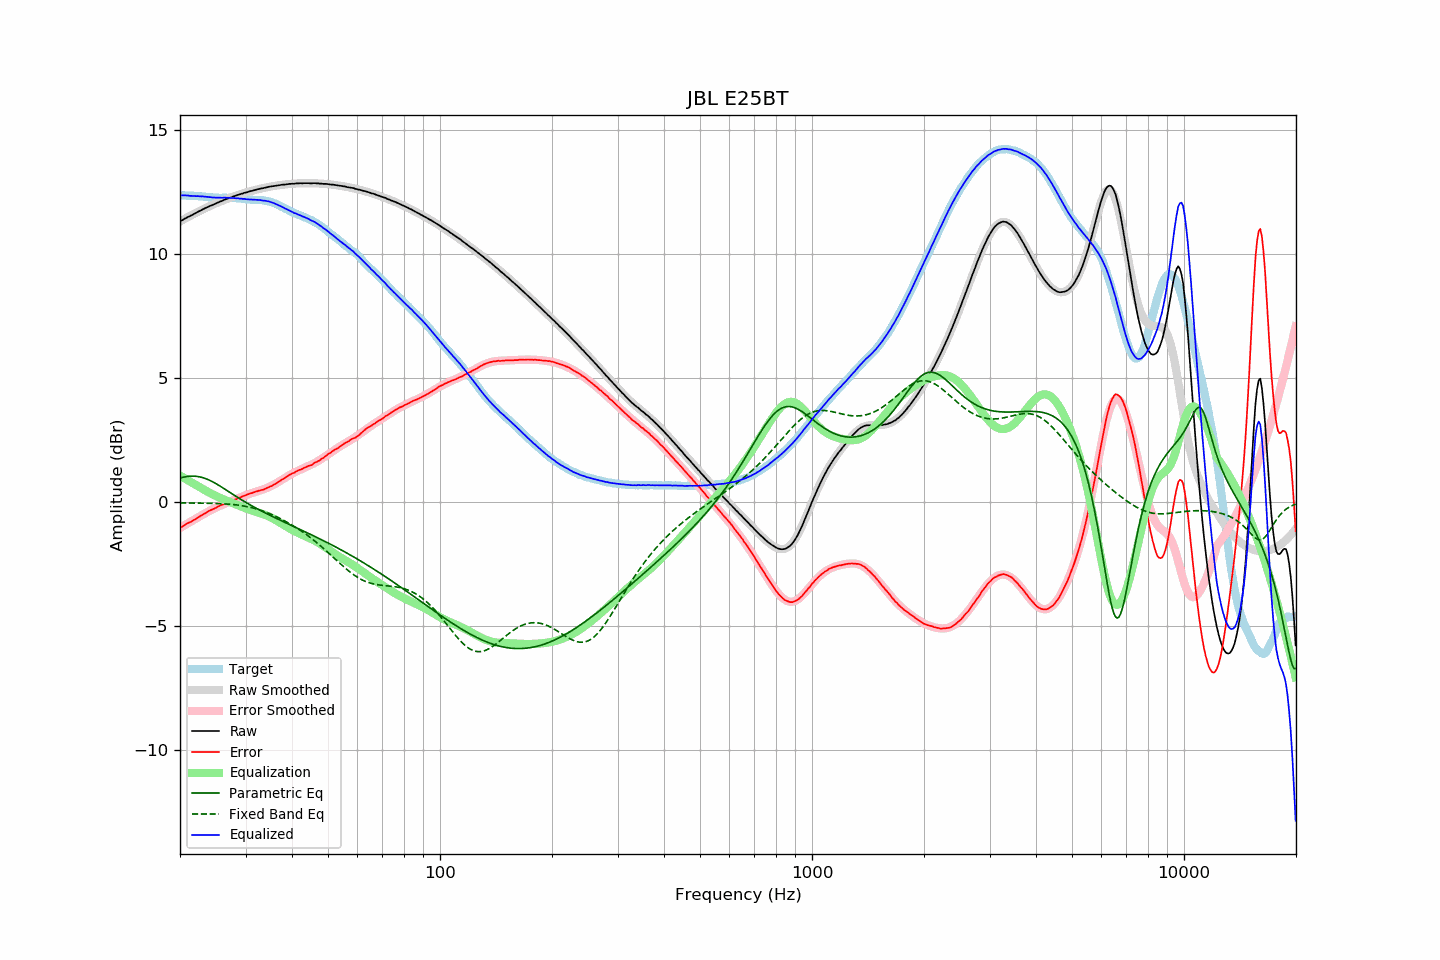 JBL E25BT
15
10
5
0
−5
−10
Amplitude (dBr)
Target
Raw Smoothed
Error Smoothed
Raw
Error
Equalization
Parametric Eq
Fixed Band Eq
Equalized
100
1000
10000
Frequency (Hz)